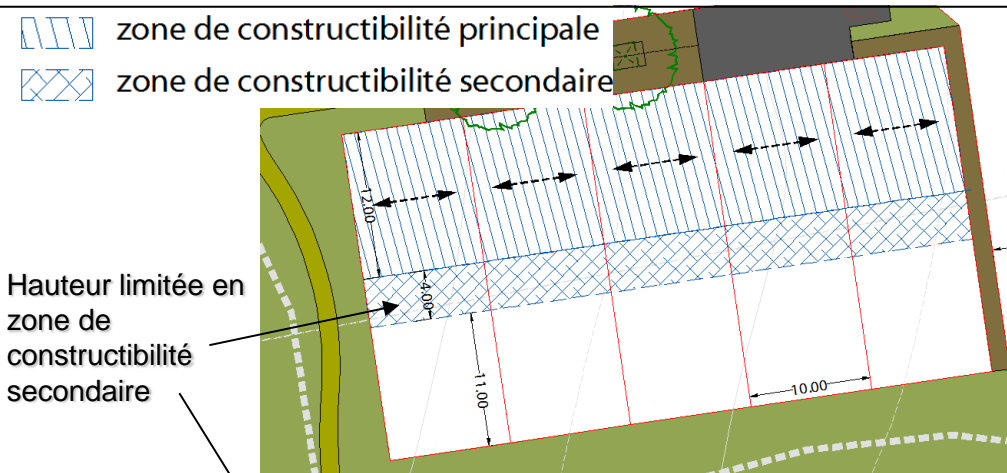 zone de constructibilité principale
zone de constructibilité secondaire
12.00
4.00
Hauteur limitée en
zone de
constructibilité
secondaire
11.00
10.00